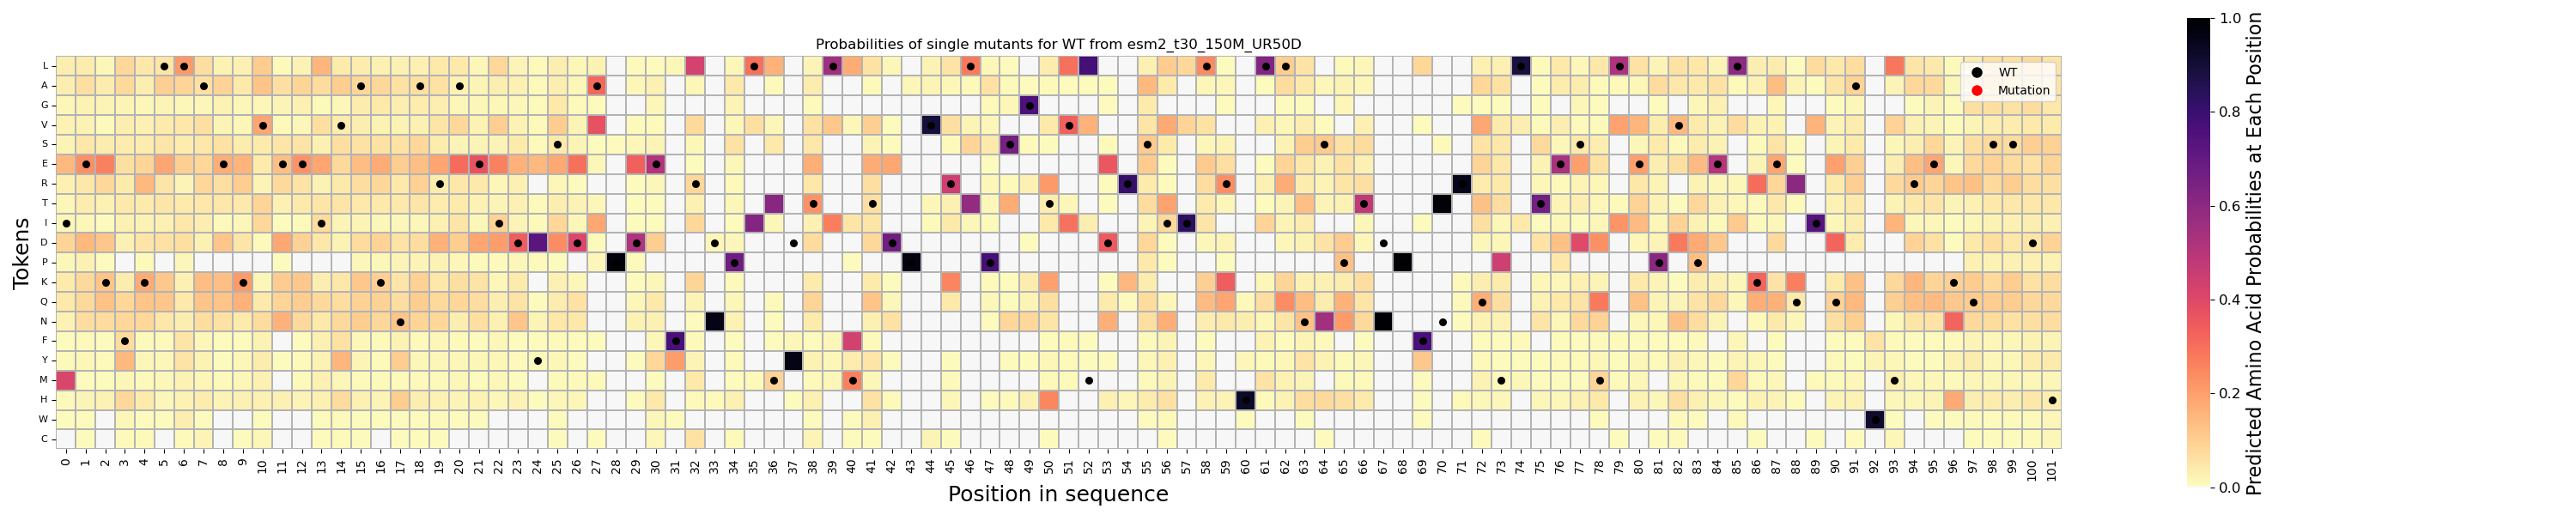 Probabilities of single mutants for WT from esm2_t30_150M_UR50D
L
A
G
V
S
E
R
T
I
D
P
K
Q
N
F
Y
M
H
W
C
Tokens
WT
Mutation
0 1 2 3 4 5 6 7 8 9 10 11 12 13 14 15 16 17 18 19 20 21 22 23 24 25 26 27 28 29 30 31 32 33 34 35 36 37 38 39 40 41 42 43 44 45 46 47 48 49 50 51 52 53 54 55 56 57 58 59 60 61 62 63 64 65 66 67 68 69 70 71 72 73 74 75 76 77 78 79 80 81 82 83 84 85 86 87 88 89 90 91 92 93 94 95 96 97 98 99 100 101
Position in sequence
1.0
0.8
0.6
0.4
0.2
0.0
Predicted Amino Acid Probabilities at Each Position